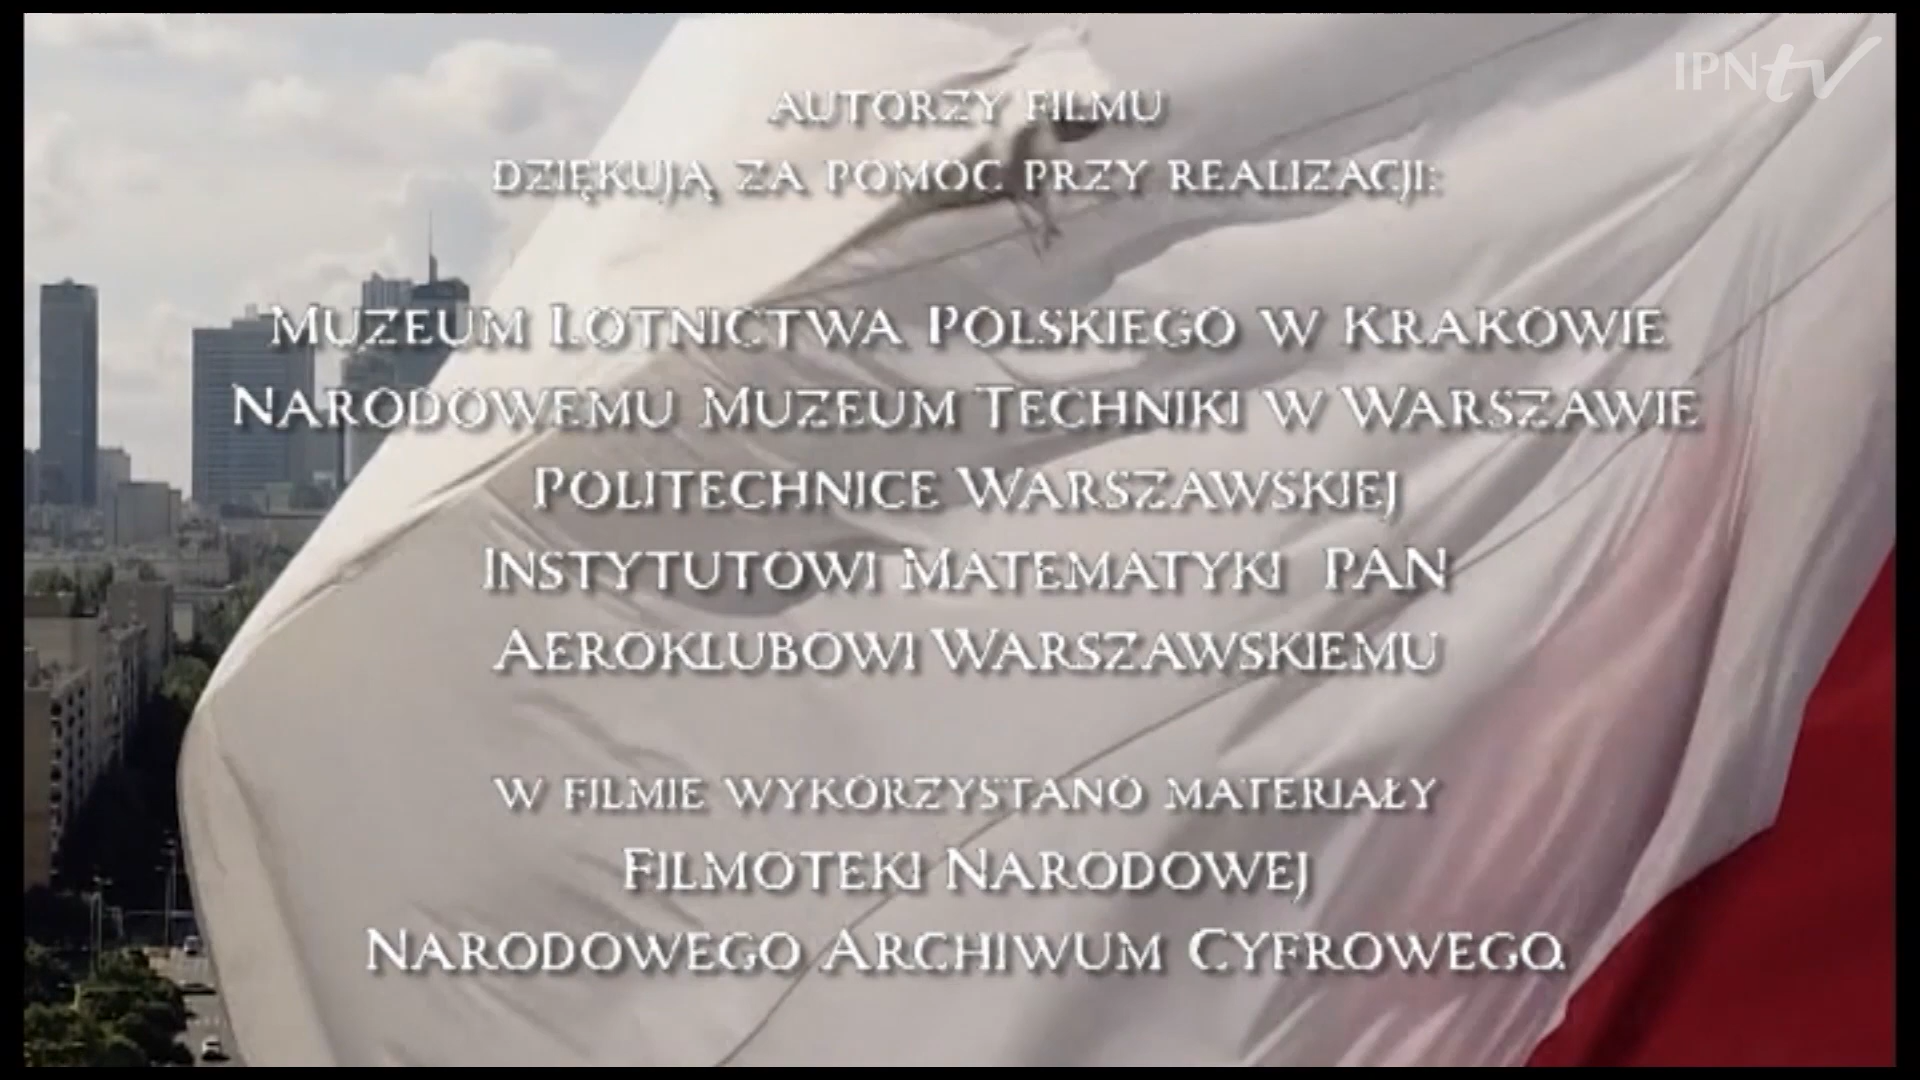 IPNtv
AUTORZY FILMU
DZIĘKUJĄ ZA POMOC PRZY REALIZACJI:
MUZEUM LOTNICTWA POLSKIEGO W KRAKOWIE
NARODOWEMU MUZEUM TECHNIKI W WARSZAWIE
POLITECHNICE WARSZAWSKIEJ
INSTYTUTOWI MATEMATYKI PAN
AEROKLUBOWI WARSZAWSKIEMU
W FILMIE WYKORZYSTANO MATERIAŁY
FILMOTEKI NARODOWEJ
NARODOWEGO ARCHIWUM CYFROWEGO